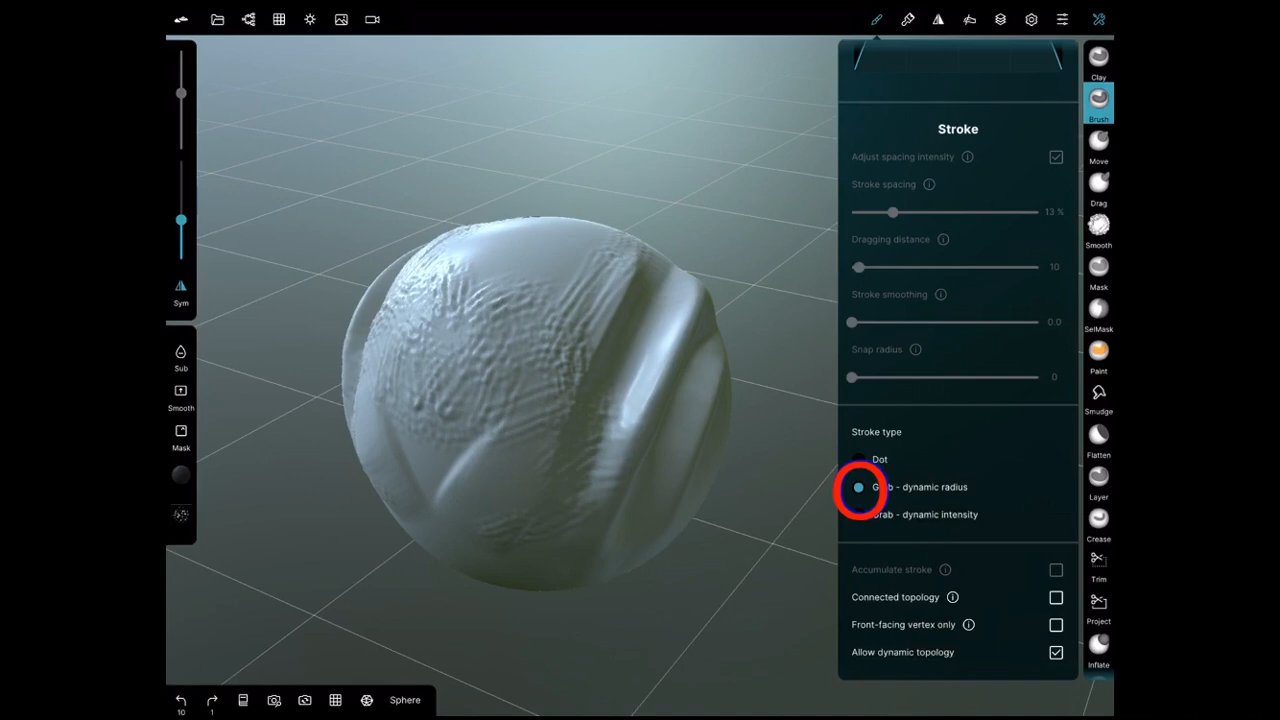 Sym
Sub
Smooth
Mask
Stroke
Adjust spacing intensity
Stroke spacing
13 %
Dragging distance
10
Stroke smoothing
0.0
Snap radius
0
Stroke type
Dot
Grab - dynamic radius
Grab - dynamic intensity
Accumulate stroke
Connected topology
Front-facing vertex only
Allow dynamic topology
Clay
Brush
Move
Drag
Smooth
Mask
SelMask
Paint
Smudge
Flatten
Layer
Crease
Trim
Project
Inflate
10
1
Sphere